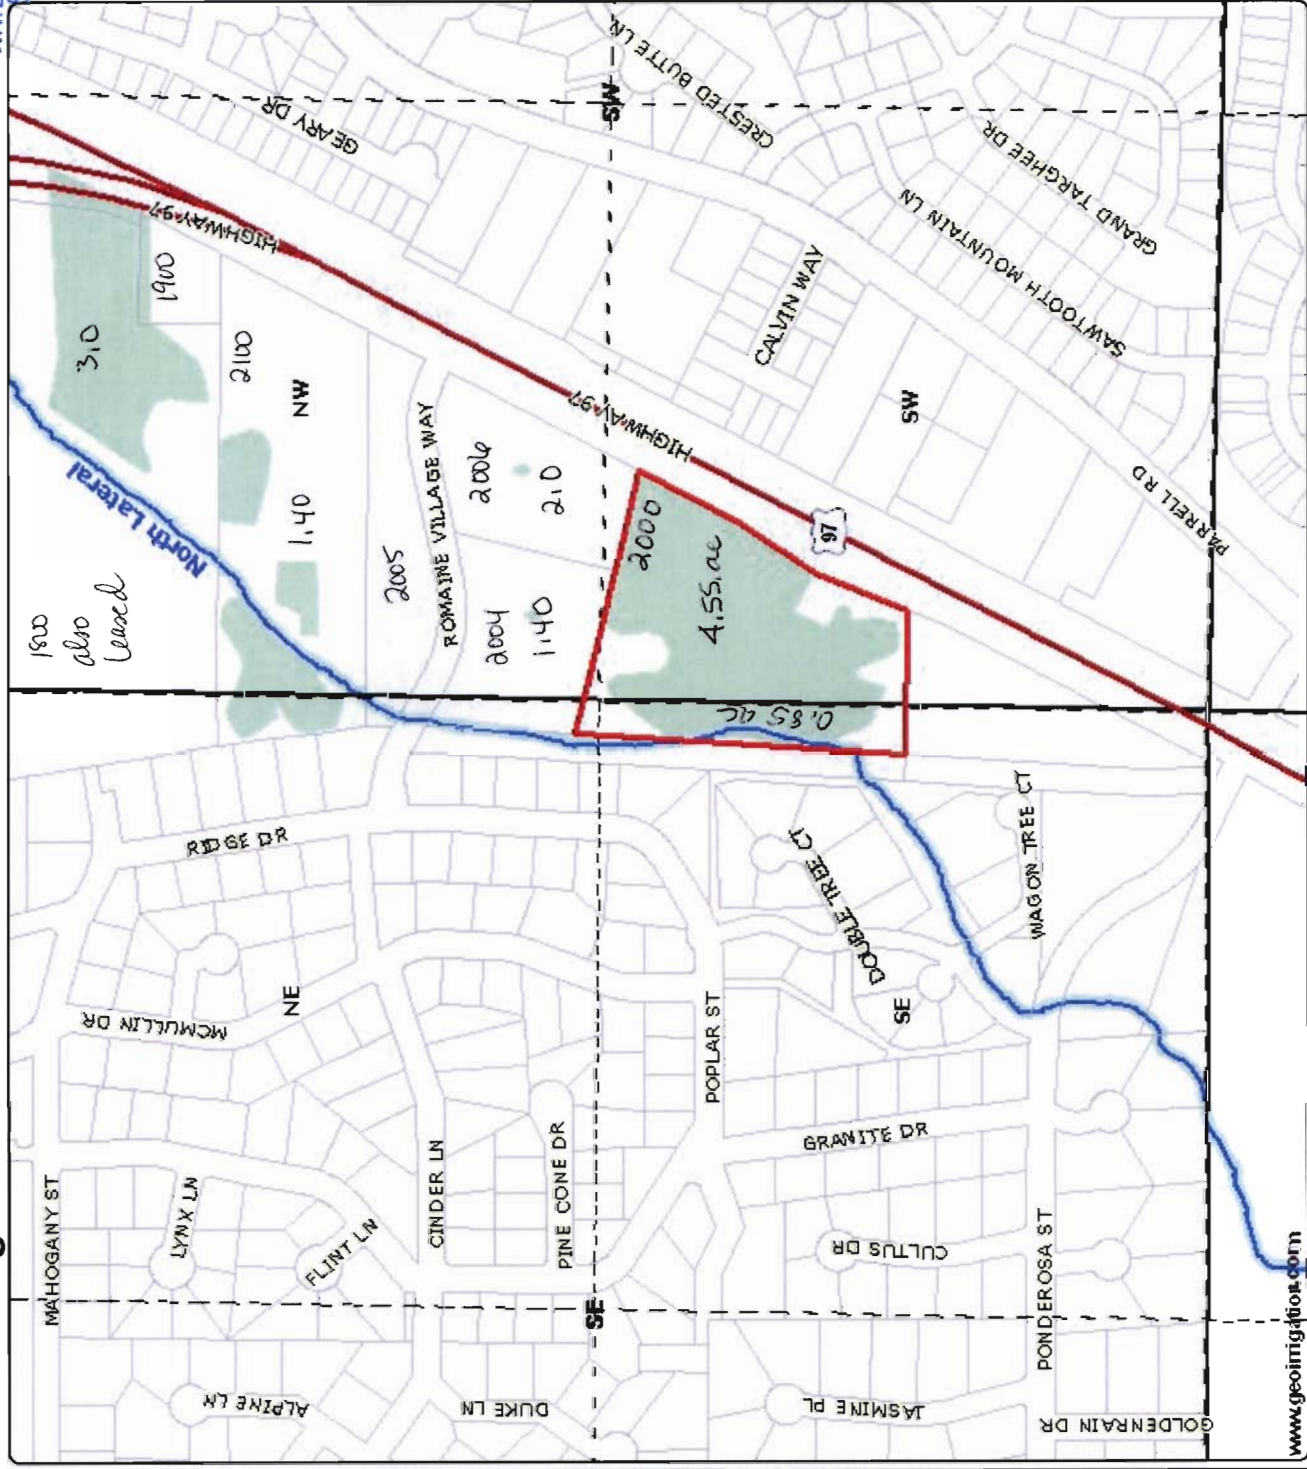 GEARY DR
SW
CRESTED BUTTE LN
HIGHWAY 97
3.0
1900
2100
NW
GRAND TARGHEE DR
SAWTOOTH MOUNTAIN LN
CALVIN WAY
North Lateral
1.40
ROMAINE VILLAGE WAY
2006
2.0
HIGHWAY 97
SW
PARRELL RD
97
1800
also
leased
2005
2004
1.40
2000
4.55 ac
0.85 ac
RIDGE DR
DOUBLE TREE CT
WAGON TREE CT
MCMULLIN DR
NE
SE
POPLAR ST
GRANITE DR
MAHOGANY ST
LYNX LN
FLINT LN
CINDER LN
PINE CONE DR
CULTUS DR
PONDEROSA ST
SE
ALPINE LN
DUKE LN
JASMINE PL
GOLDENRAIN DR
www.geoirrigation.com